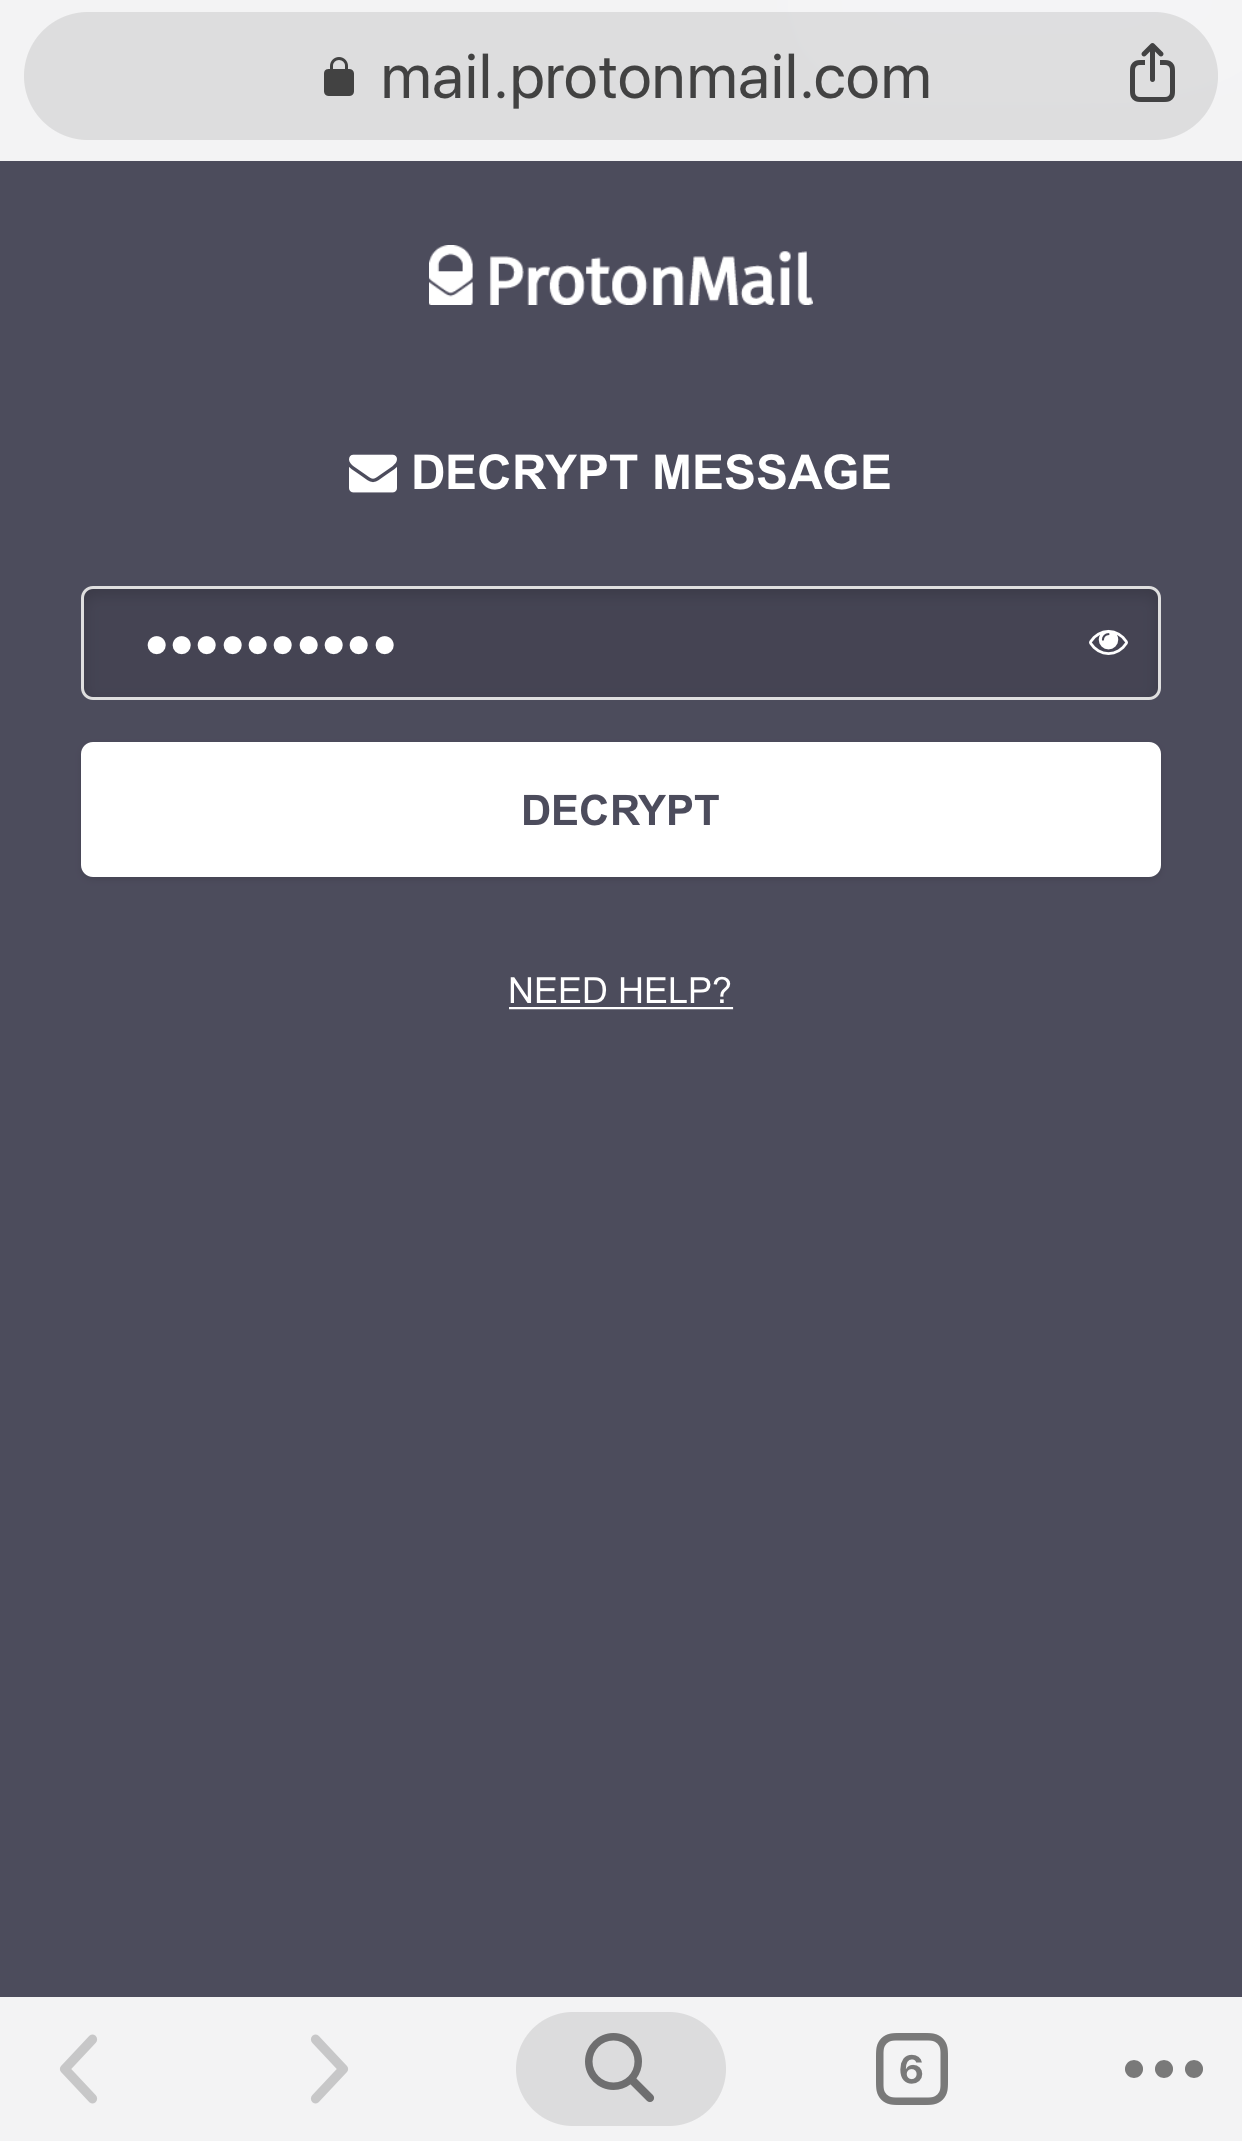 mail.protonmail.com
ProtonMail
DECRYPT MESSAGE
••••••••••
DECRYPT
NEED HELP?
6